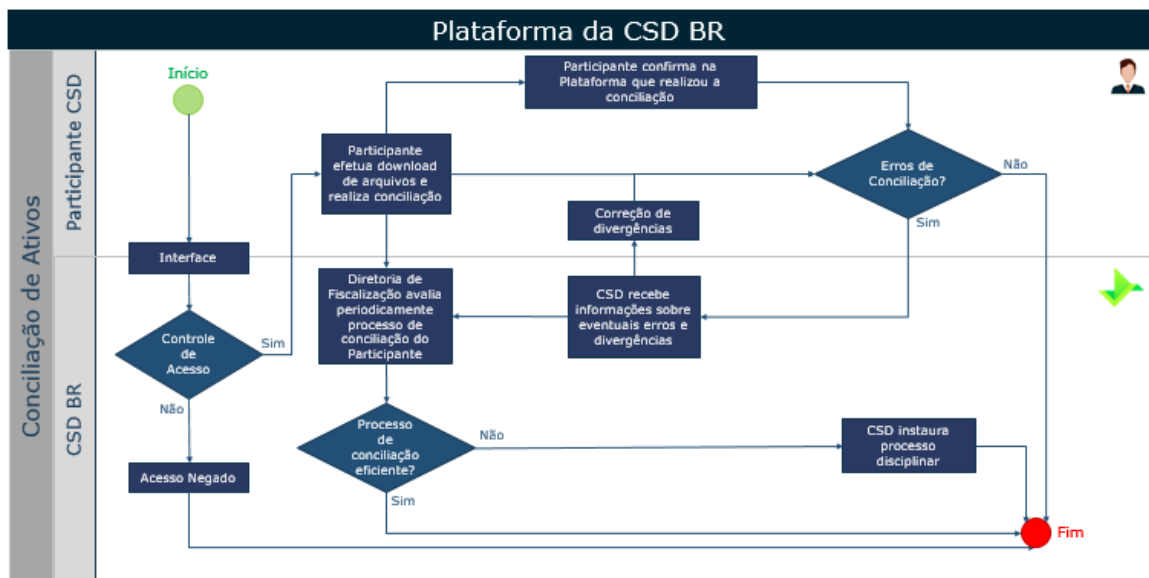 Plataforma da CSD BR
Conciliação de Ativos
Participante CSD
CSD BR
Início
Participante confirma na
Plataforma que realizou a
conciliação
Participante
efetua download
de arquivos e
realiza conciliação
Erros de
Conciliação?
Não
Sim
Correção de
divergências
Interface
Diretoria de
Fiscalização avalia
periodicamente
processo de
conciliação do
Participante
CSD recebe
informações sobre
eventuais erros e
divergências
Controle
de
Acesso
Sim
Não
Processo
de
conciliação
eficiente?
Não
Sim
CSD instaura
processo
disciplinar
Acesso Negado
Fim